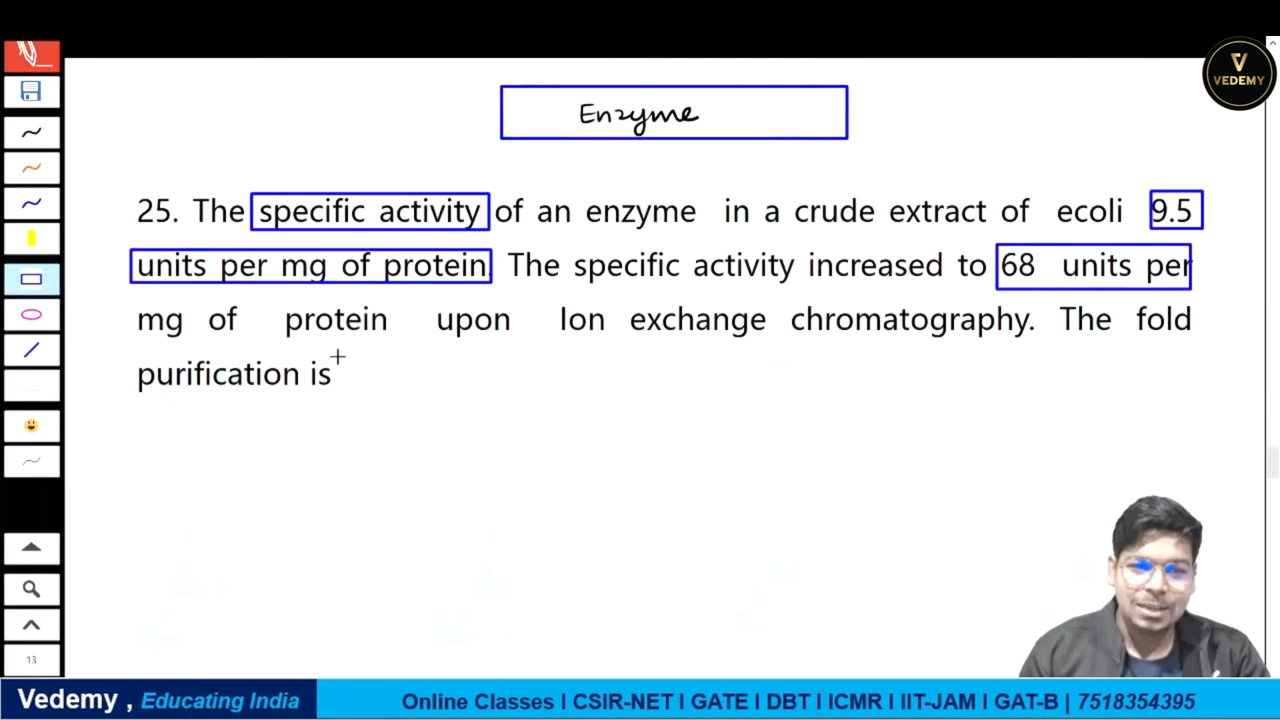 V
VEDEMY
Enzyme
25. The specific activity of an enzyme in a crude extract of ecoli 9.5
units per mg of protein. The specific activity increased to 68 units per
mg of protein upon Ion exchange chromatography. The fold
purification is
13
Vedemy , Educating India
Online Classes I CSIR-NET I GATE I DBT I ICMR I IIT-JAM I GAT-B | 7518354395